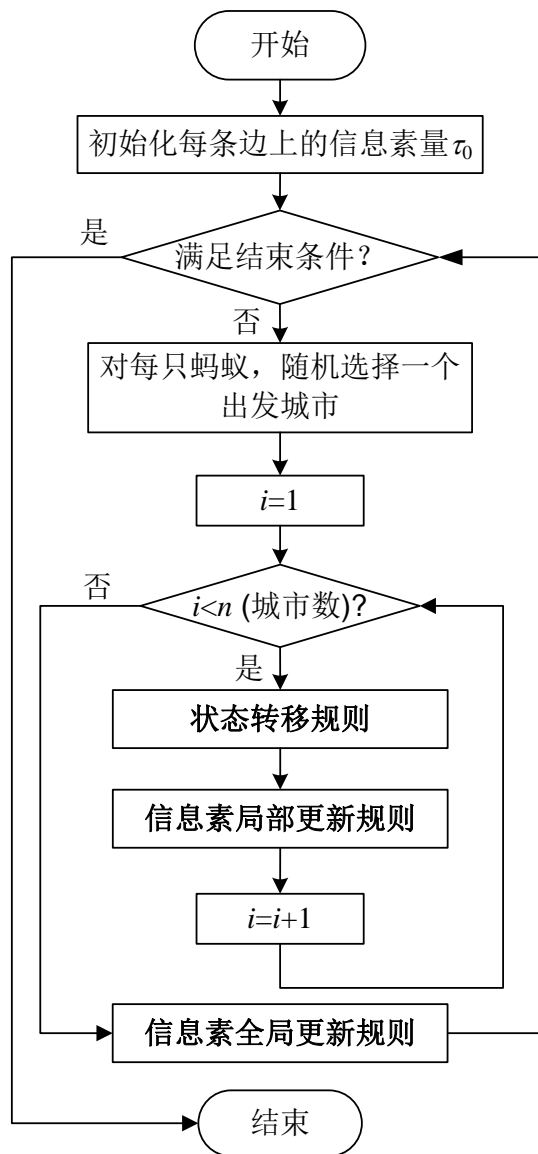 开始
初始化每条边上的信息素量τ₀
是
满足结束条件？
否
对每只蚂蚁，随机选择一个
出发城市
i=1
否
i<n (城市数)?
是
状态转移规则
信息素局部更新规则
i=i+1
信息素全局更新规则
结束